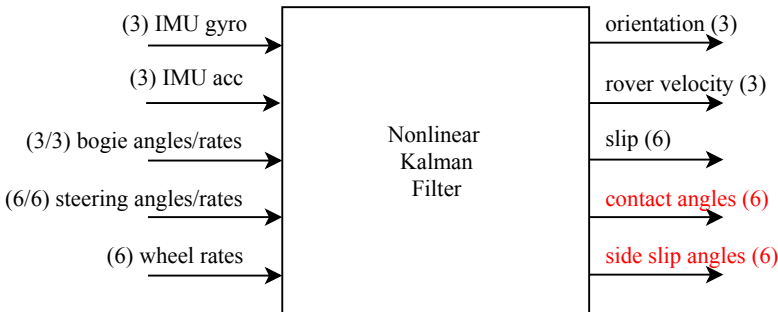 (3) IMU gyro
(3) IMU acc
(3/3) bogie angles/rates
(6/6) steering angles/rates
(6) wheel rates
Nonlinear
Kalman
Filter
orientation (3)
rover velocity (3)
slip (6)
contact angles (6)
side slip angles (6)